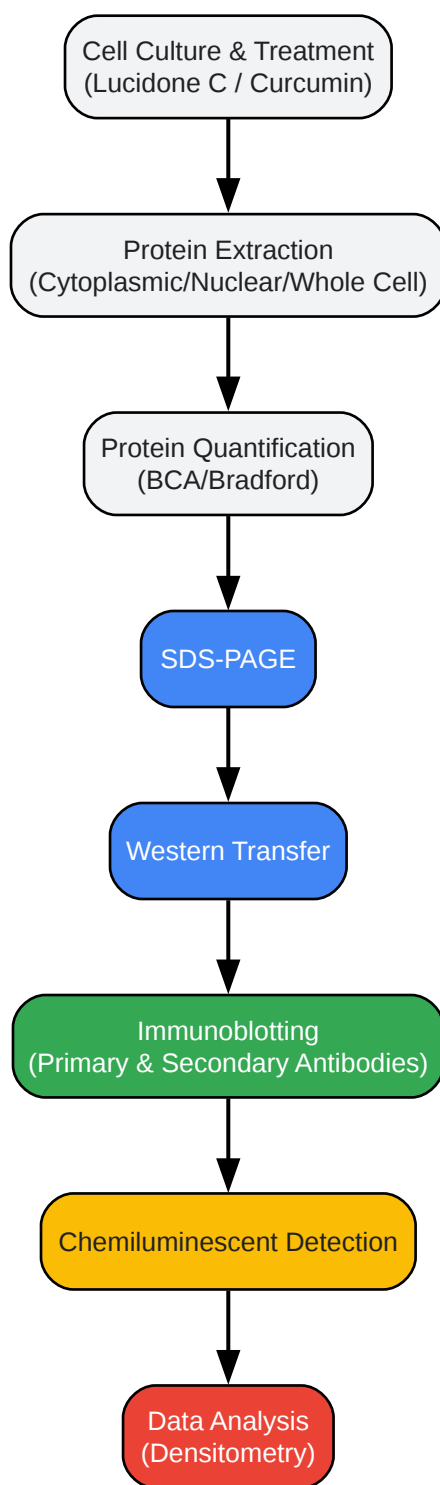 Cell Culture & Treatment
(Lucidone C / Curcumin)
Protein Extraction
(Cytoplasmic/Nuclear/Whole Cell)
Protein Quantification
(BCA/Bradford)
SDS-PAGE
Western Transfer
Immunoblotting
(Primary & Secondary Antibodies)
Chemiluminescent Detection
Data Analysis
(Densitometry)